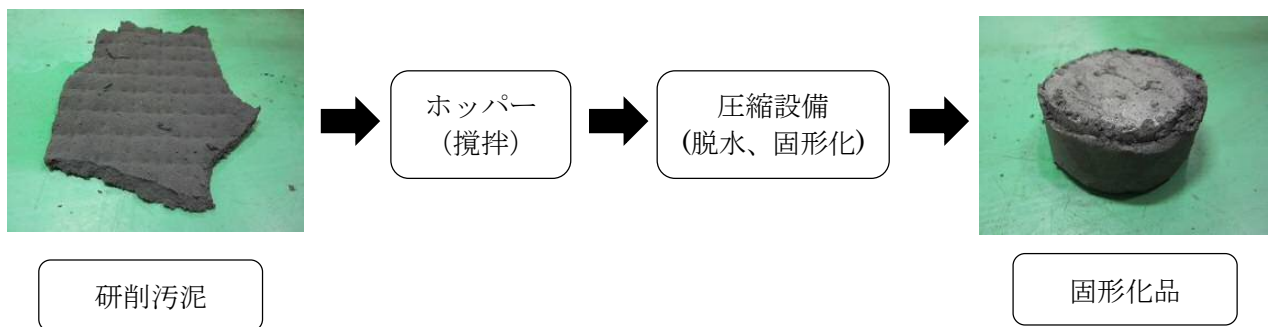 ホッパー
（撹拌）
圧縮設備
(脱水、固形化)
研削汚泥
固形化品